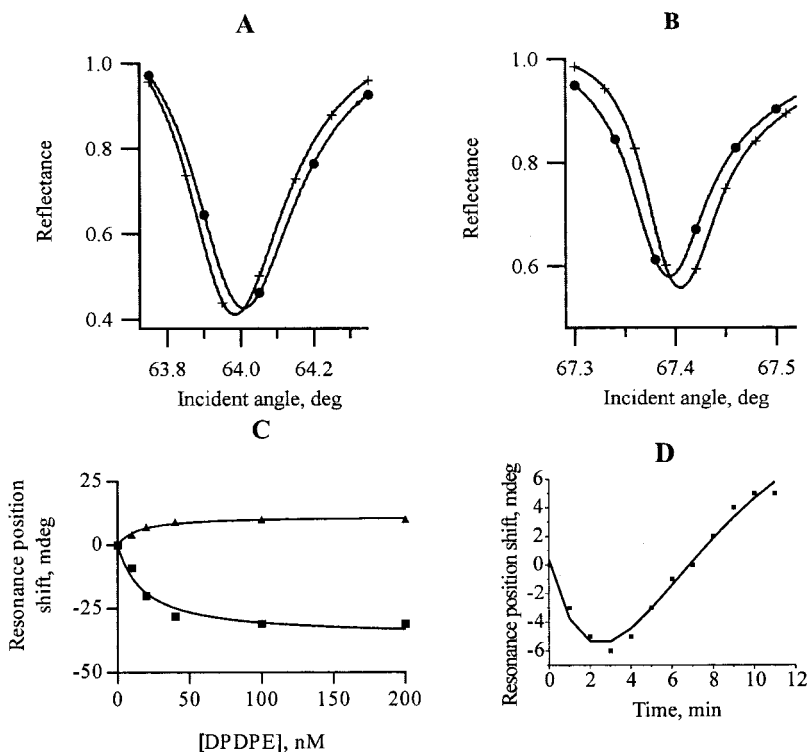 A
B
1.0
0.8
0.6
0.4
Reflectance
63.8
64.0
64.2
Incident angle, deg
1.0
0.8
0.6
Reflectance
67.3
67.4
67.5
Incident angle, deg
C
D
25
0
-25
-50
Resonance position
shift, mdeg
0
50
100
150
200
[DPDPE], nM
6
4
2
0
-2
-4
-6
Resonance position shift, mdeg
0
2
4
6
8
10
12
Time, min